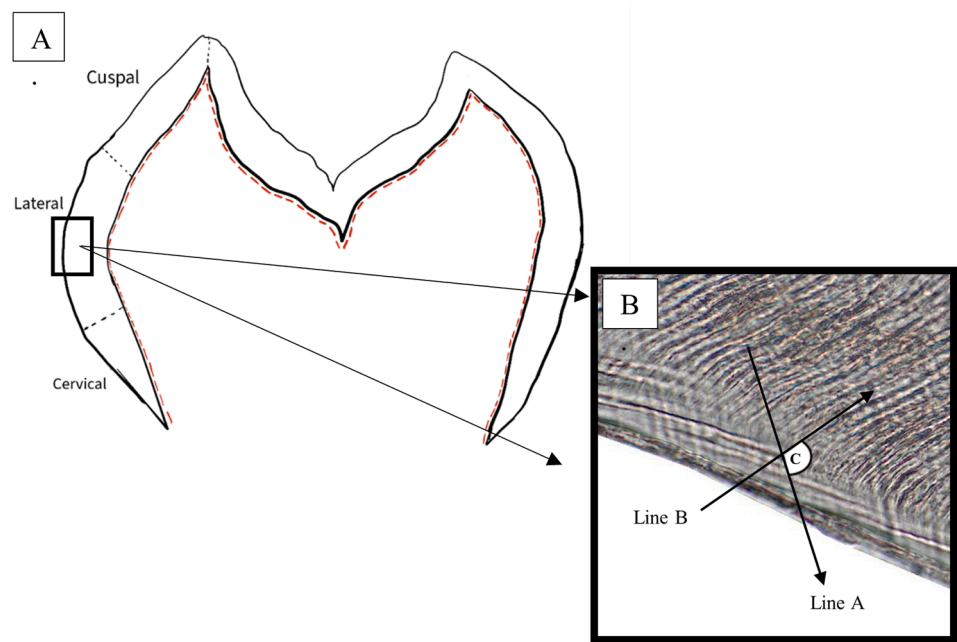 A
Cuspal
Lateral
Cervical
B
C
Line B
Line A